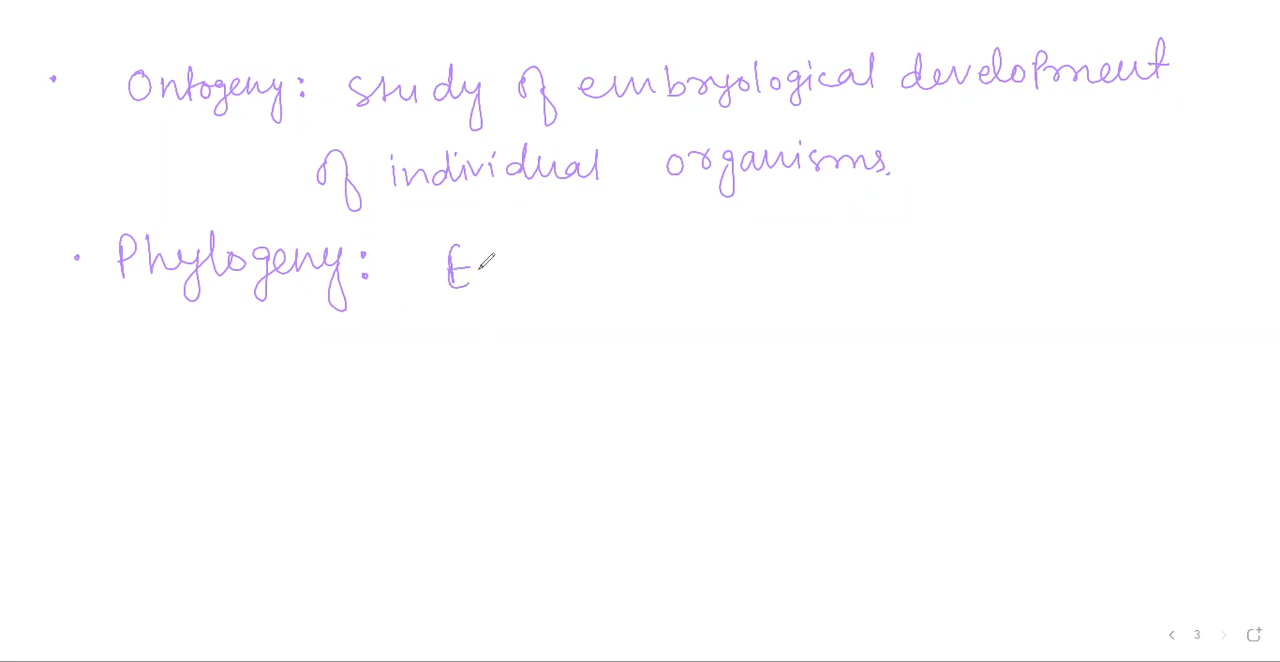 · Ontogeny: study of embryological development
of individual organisms.
· Phylogeny: E
3